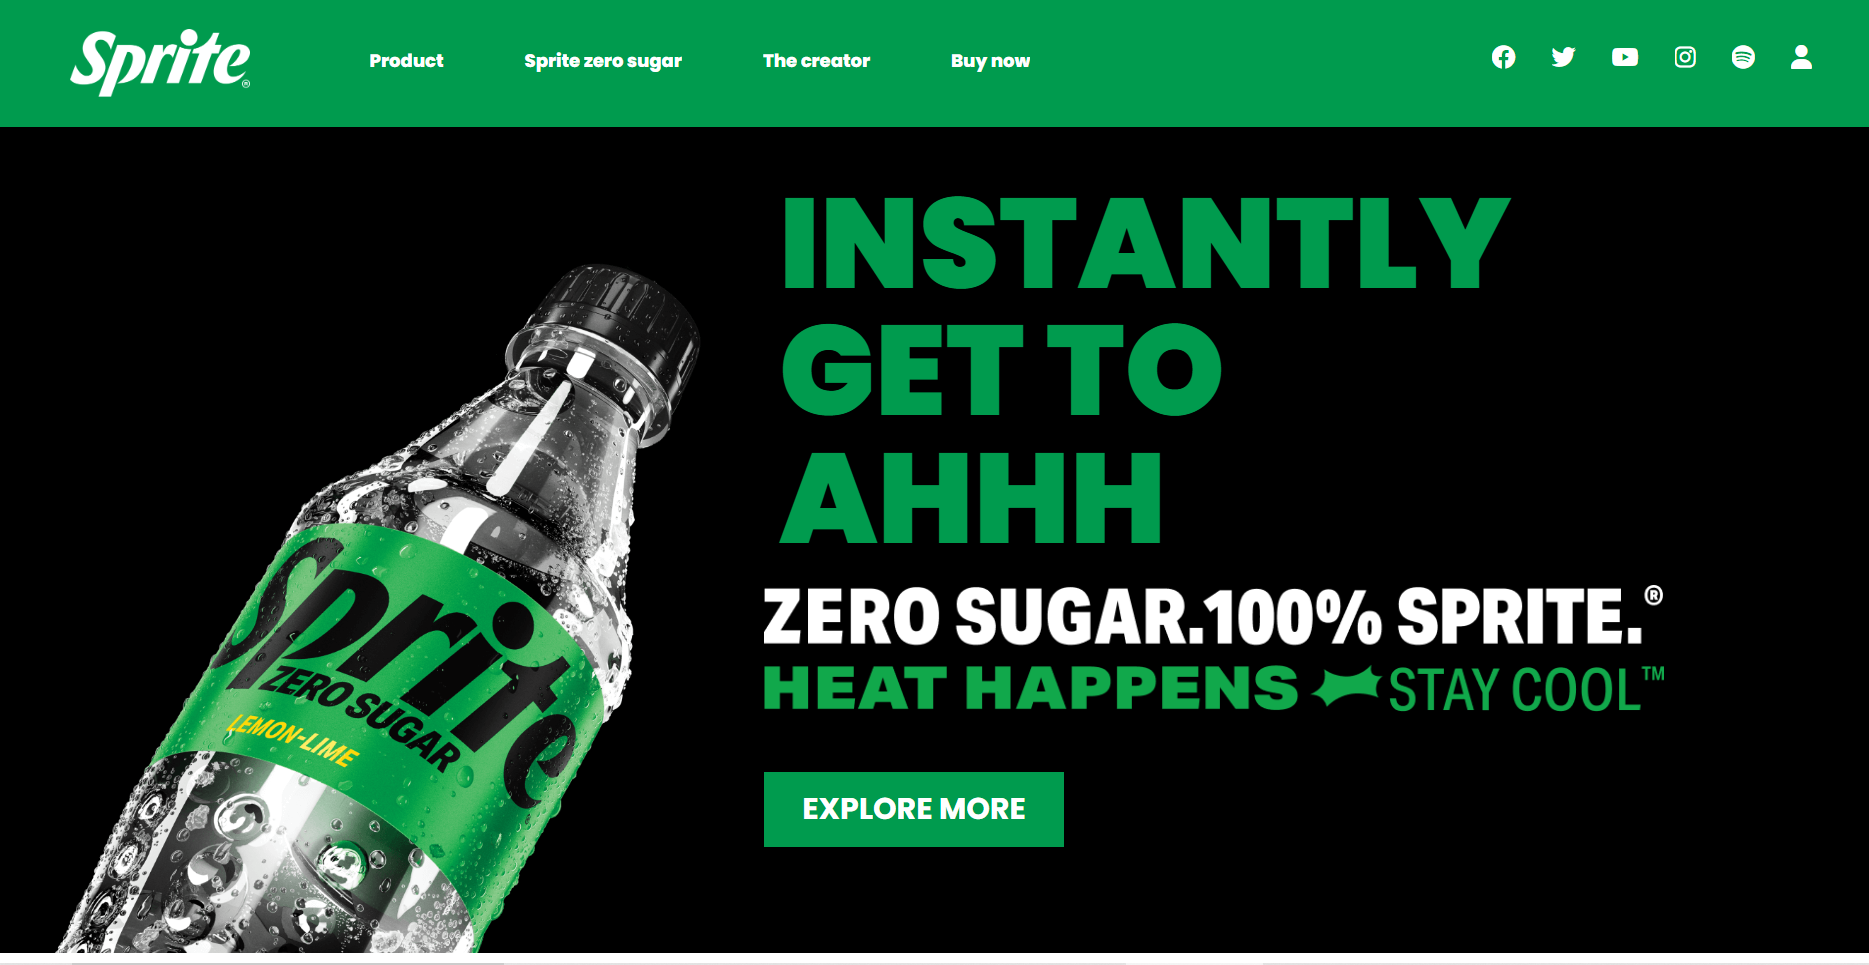 Sprite®
Product
Sprite zero sugar
The creator
Buy now
INSTANTLY
GET TO
AHHH
ZERO SUGAR.100% SPRITE.®
HEAT HAPPENS STAY COOL™
EXPLORE MORE
Sprite
ZERO SUGAR
LEMON-LIME